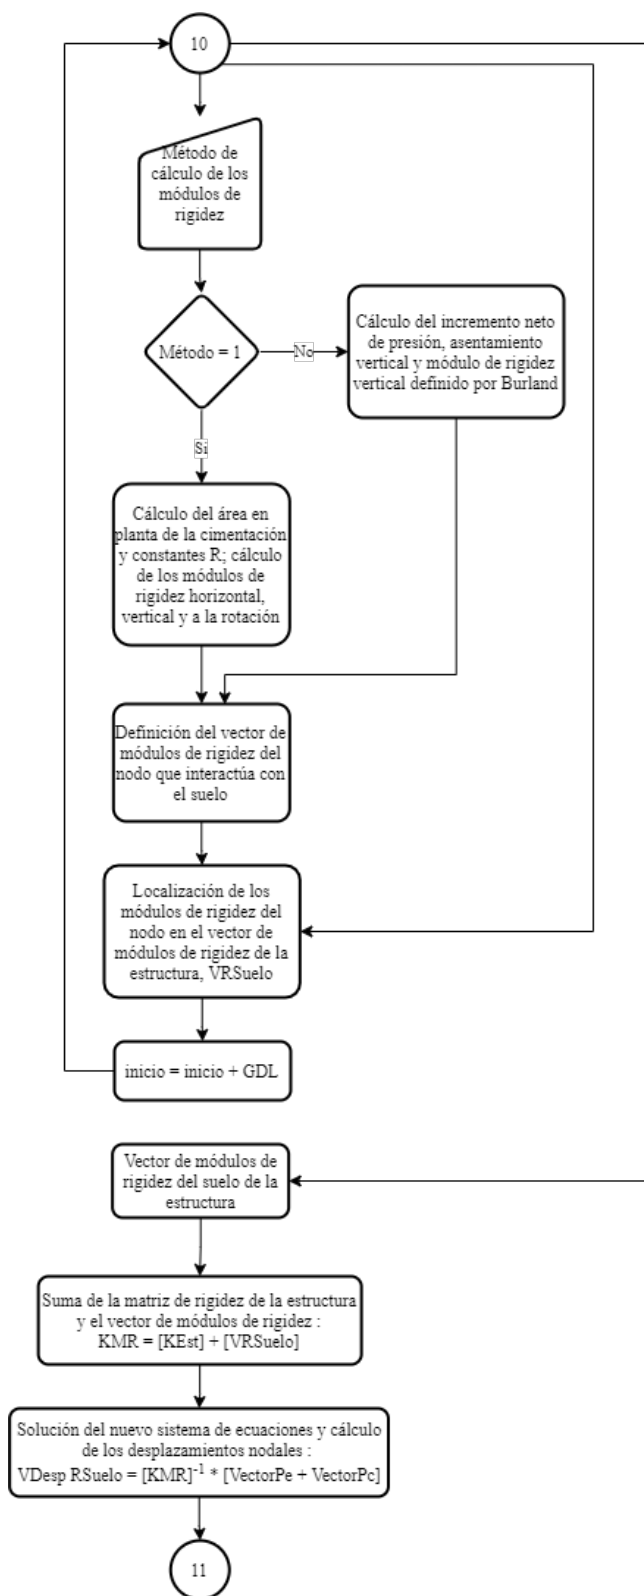 10
Método de
cálculo de los
módulos de
rigidez
Método = 1
No
Cálculo del incremento neto
de presión, asentamiento
vertical y módulo de rigidez
vertical definido por Burland
Si
Cálculo del área en
planta de la cimentación
y constantes R; cálculo
de los módulos de
rigidez horizontal,
vertical y a la rotación
Definición del vector de
módulos de rigidez del
nodo que interactúa con
el suelo
Localización de los
módulos de rigidez del
nodo en el vector de
módulos de rigidez de la
estructura, VRSuelo
inicio = inicio + GDL
Vector de módulos de
rigidez del suelo de la
estructura
Suma de la matriz de rigidez de la estructura
y el vector de módulos de rigidez :
KMR = [KEst] + [VRSuelo]
Solución del nuevo sistema de ecuaciones y cálculo
de los desplazamientos nodales :
VDesp RSuelo = [KMR]⁻¹ * [VectorPe + VectorPc]
11